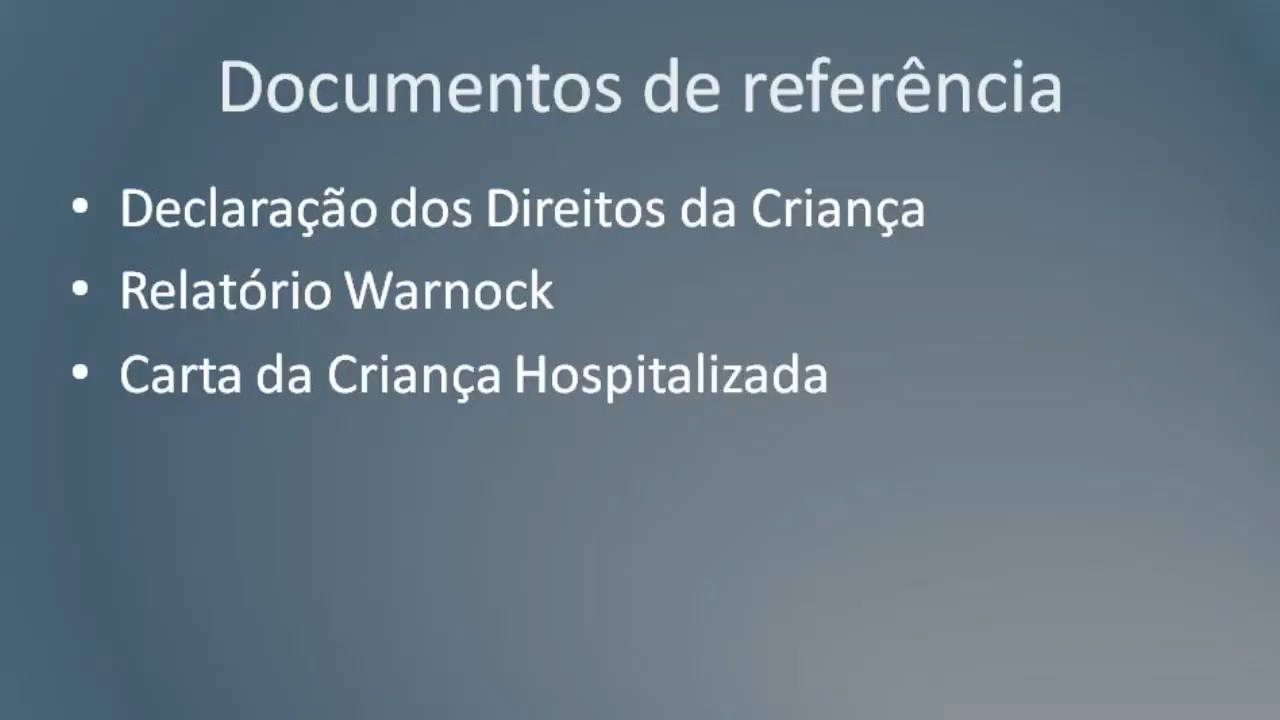 Documentos de referência
• Declaração dos Direitos da Criança
• Relatório Warnock
• Carta da Criança Hospitalizada